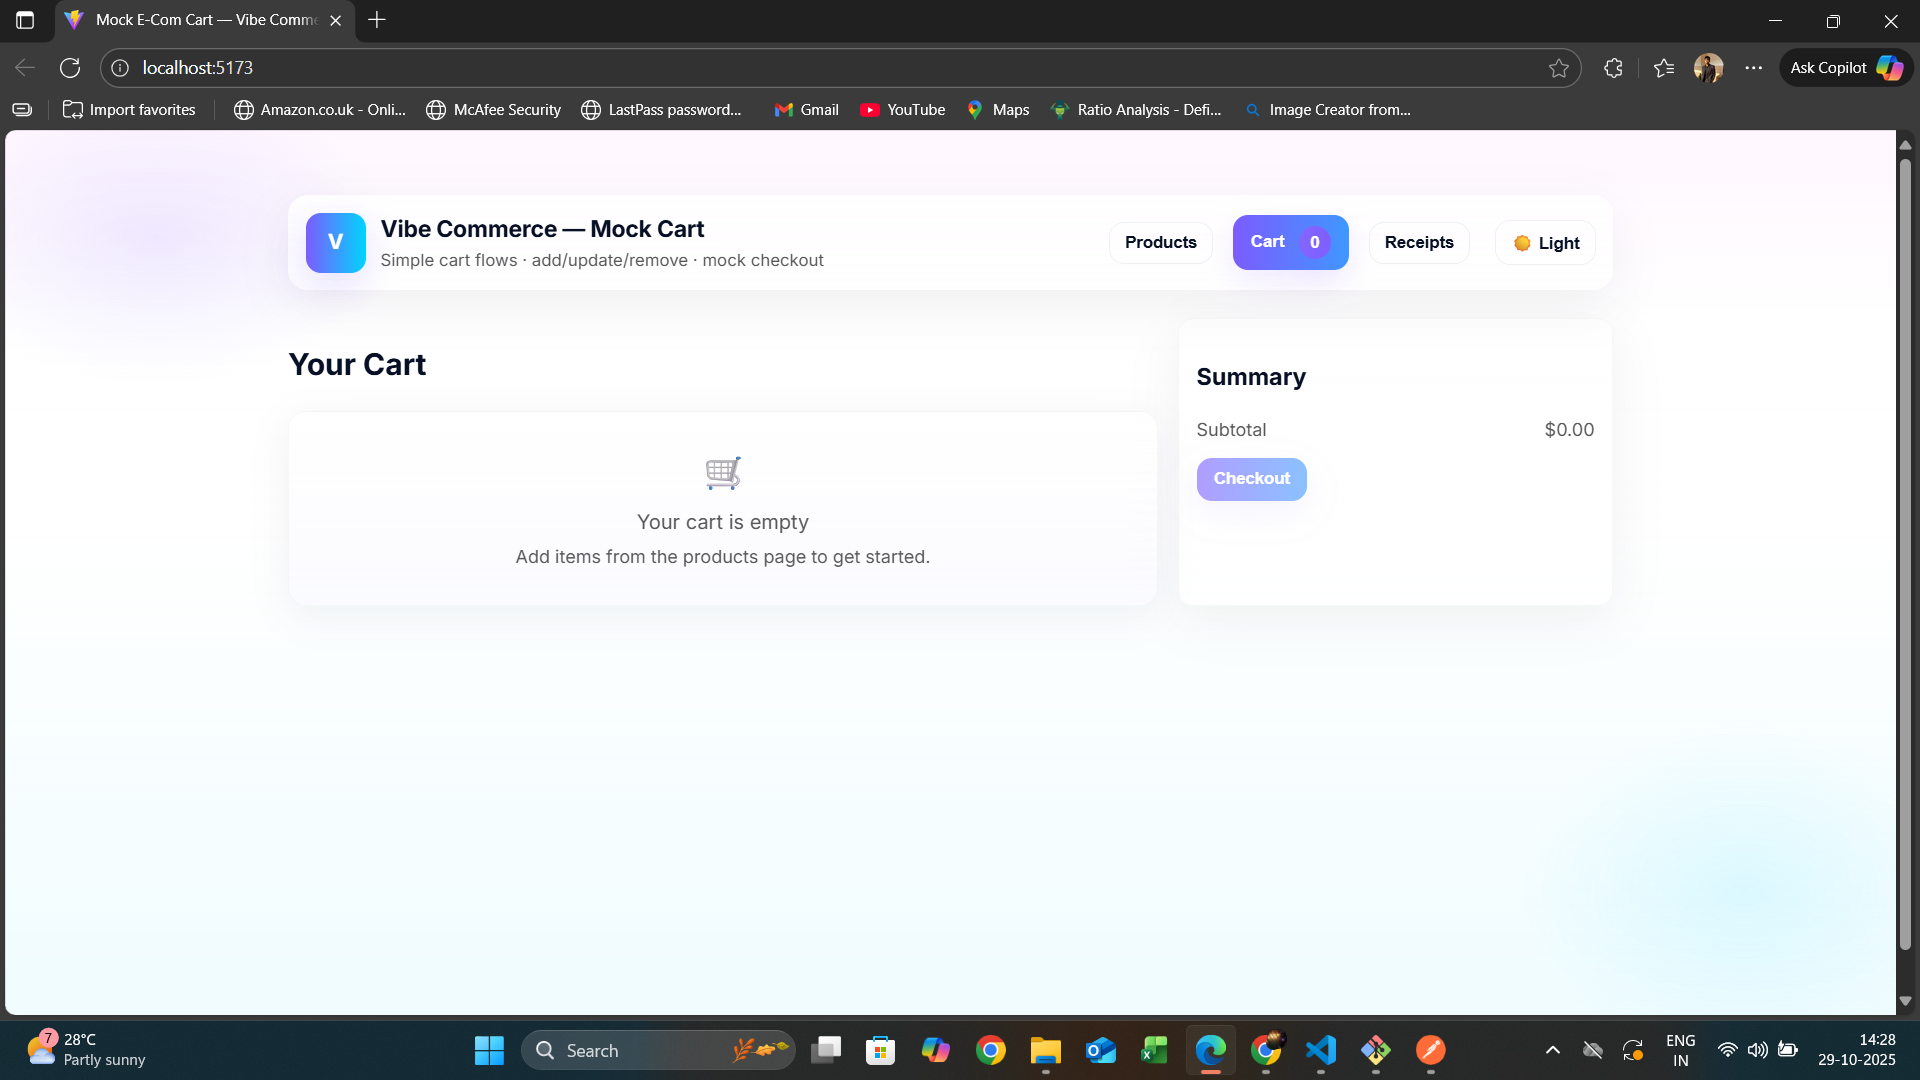 Mock E-Com Cart — Vibe Comme
localhost:5173
Ask Copilot
Import favorites
Amazon.co.uk - Onli...
McAfee Security
LastPass password...
Gmail
YouTube
Maps
Ratio Analysis - Defi...
Image Creator from...
V
Vibe Commerce — Mock Cart
Simple cart flows · add/update/remove · mock checkout
Products
Cart 0
Receipts
Light
Your Cart
Your cart is empty
Add items from the products page to get started.
Summary
Subtotal $0.00
Checkout
7
28°C
Partly sunny
Search
ENG
IN
14:28
29-10-2025